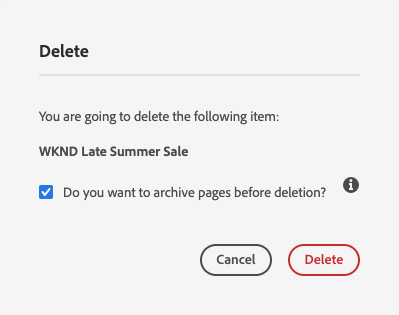 Delete
You are going to delete the following item:
WKND Late Summer Sale
Do you want to archive pages before deletion?
Cancel
Delete